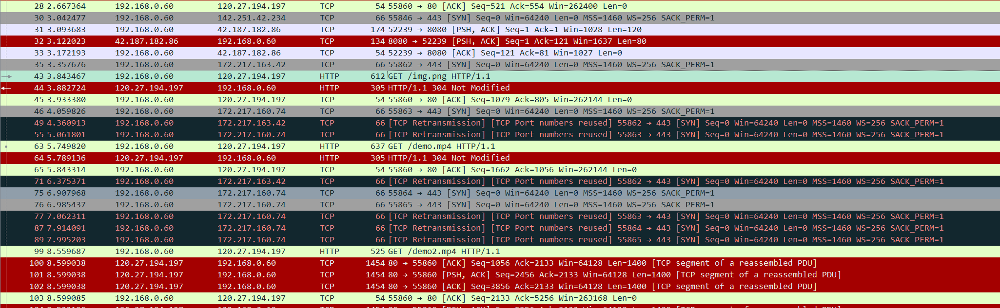 28 2.667364 192.168.0.60 120.27.194.197 TCP 54 55860 → 80 [ACK] Seq=521 Ack=554 Win=262400 Len=0
30 3.042477 192.168.0.60 142.251.42.234 TCP 66 55846 → 443 [SYN] Seq=0 Win=64240 Len=0 MSS=1460 WS=256 SACK_PERM=1
31 3.093683 192.168.0.60 42.187.182.86 TCP 174 52239 → 8080 [PSH, ACK] Seq=1 Ack=1 Win=1028 Len=120
32 3.122023 42.187.182.86 192.168.0.60 TCP 134 8080 → 52239 [PSH, ACK] Seq=1 Ack=121 Win=1637 Len=80
33 3.172193 192.168.0.60 42.187.182.86 TCP 54 52239 → 8080 [ACK] Seq=121 Ack=81 Win=1027 Len=0
35 3.357676 192.168.0.60 172.217.163.42 TCP 66 55862 → 443 [SYN] Seq=0 Win=64240 Len=0 MSS=1460 WS=256 SACK_PERM=1
43 3.843467 192.168.0.60 120.27.194.197 HTTP 612 GET /img.png HTTP/1.1
44 3.882724 120.27.194.197 192.168.0.60 HTTP 305 HTTP/1.1 304 Not Modified
45 3.933380 192.168.0.60 120.27.194.197 TCP 54 55860 → 80 [ACK] Seq=1079 Ack=805 Win=262144 Len=0
46 4.059826 192.168.0.60 172.217.160.74 TCP 66 55863 → 443 [SYN] Seq=0 Win=64240 Len=0 MSS=1460 WS=256 SACK_PERM=1
49 4.360913 192.168.0.60 172.217.163.42 TCP 66 [TCP Retransmission] [TCP Port numbers reused] 55862 → 443 [SYN] Seq=0 Win=64240 Len=0 MSS=1460 WS=256 SACK_PERM=1
55 5.061801 192.168.0.60 172.217.160.74 TCP 66 [TCP Retransmission] [TCP Port numbers reused] 55863 → 443 [SYN] Seq=0 Win=64240 Len=0 MSS=1460 WS=256 SACK_PERM=1
63 5.749820 192.168.0.60 120.27.194.197 HTTP 637 GET /demo.mp4 HTTP/1.1
64 5.789136 120.27.194.197 192.168.0.60 HTTP 305 HTTP/1.1 304 Not Modified
65 5.843314 192.168.0.60 120.27.194.197 TCP 54 55860 → 80 [ACK] Seq=1662 Ack=1056 Win=262144 Len=0
71 6.375371 192.168.0.60 172.217.163.42 TCP 66 [TCP Retransmission] [TCP Port numbers reused] 55862 → 443 [SYN] Seq=0 Win=64240 Len=0 MSS=1460 WS=256 SACK_PERM=1
75 6.907968 192.168.0.60 172.217.160.74 TCP 66 55864 → 443 [SYN] Seq=0 Win=64240 Len=0 MSS=1460 WS=256 SACK_PERM=1
76 6.985437 192.168.0.60 172.217.160.74 TCP 66 55865 → 443 [SYN] Seq=0 Win=64240 Len=0 MSS=1460 WS=256 SACK_PERM=1
77 7.062311 192.168.0.60 172.217.160.74 TCP 66 [TCP Retransmission] [TCP Port numbers reused] 55863 → 443 [SYN] Seq=0 Win=64240 Len=0 MSS=1460 WS=256 SACK_PERM=1
87 7.914091 192.168.0.60 172.217.160.74 TCP 66 [TCP Retransmission] [TCP Port numbers reused] 55864 → 443 [SYN] Seq=0 Win=64240 Len=0 MSS=1460 WS=256 SACK_PERM=1
89 7.995203 192.168.0.60 172.217.160.74 TCP 66 [TCP Retransmission] [TCP Port numbers reused] 55865 → 443 [SYN] Seq=0 Win=64240 Len=0 MSS=1460 WS=256 SACK_PERM=1
99 8.559687 192.168.0.60 120.27.194.197 HTTP 525 GET /demo2.mp4 HTTP/1.1
100 8.599038 120.27.194.197 192.168.0.60 TCP 1454 80 → 55860 [ACK] Seq=1056 Ack=2133 Win=64128 Len=1400 [TCP segment of a reassembled PDU]
101 8.599038 120.27.194.197 192.168.0.60 TCP 1454 80 → 55860 [PSH, ACK] Seq=2456 Ack=2133 Win=64128 Len=1400 [TCP segment of a reassembled PDU]
102 8.599038 120.27.194.197 192.168.0.60 TCP 1454 80 → 55860 [ACK] Seq=3856 Ack=2133 Win=64128 Len=1400 [TCP segment of a reassembled PDU]
103 8.599085 192.168.0.60 120.27.194.197 TCP 54 55860 → 80 [ACK] Seq=2133 Ack=5256 Win=263168 Len=0